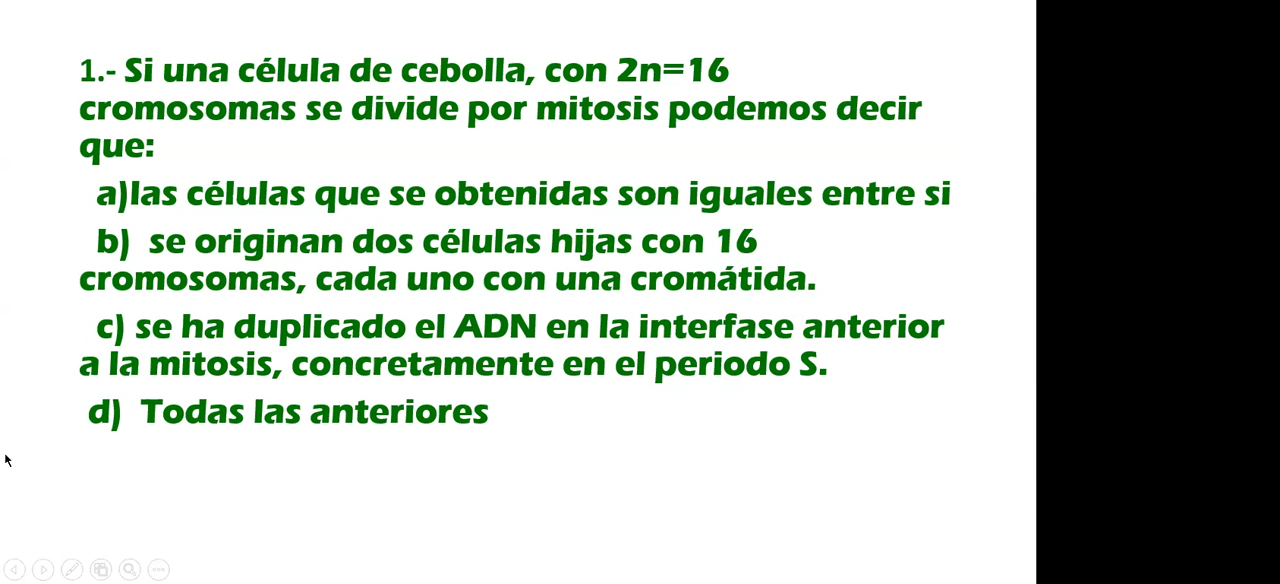 1.- Si una célula de cebolla, con 2n=16
cromosomas se divide por mitosis podemos decir
que:
a)las células que se obtenidas son iguales entre si
b) se originan dos células hijas con 16
cromosomas, cada uno con una cromátida.
c) se ha duplicado el ADN en la interfase anterior
a la mitosis, concretamente en el periodo S.
d) Todas las anteriores